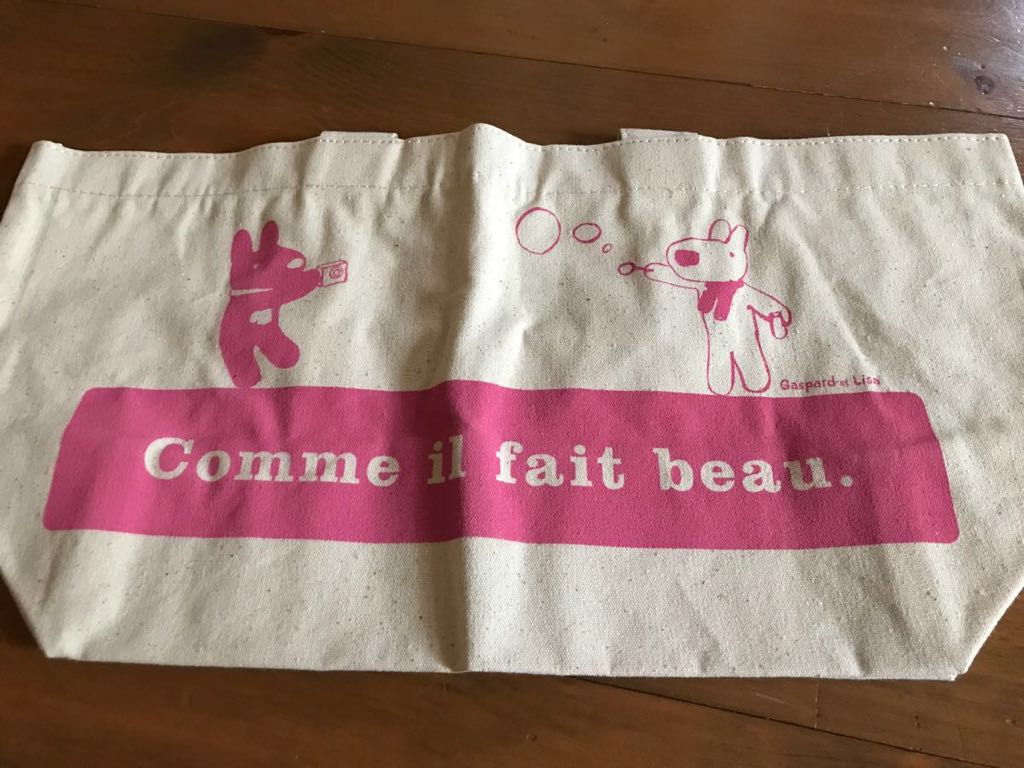 Gaspard et Lisa
Comme il fait beau.